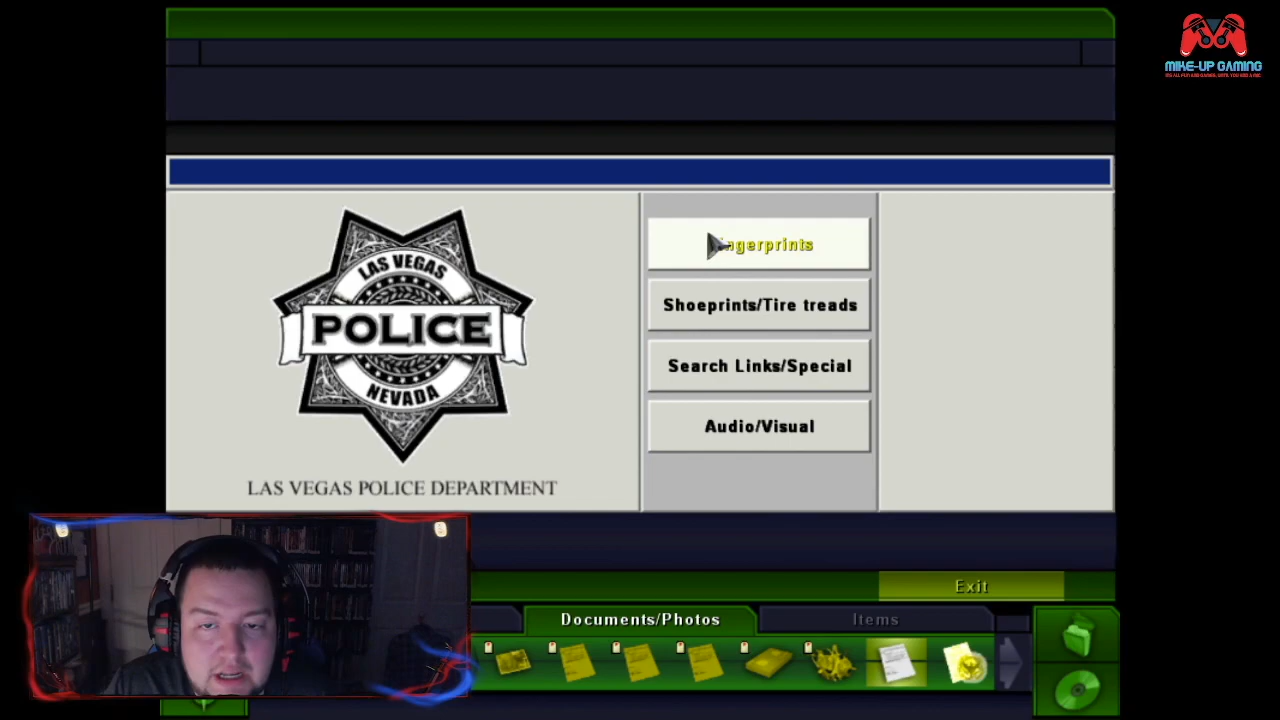 MIKE-UP GAMING
LAS VEGAS
POLICE
NEVADA
LAS VEGAS POLICE DEPARTMENT
Fingerprints
Shoeprints/Tire treads
Search Links/Special
Audio/Visual
Exit
Documents/Photos
Items